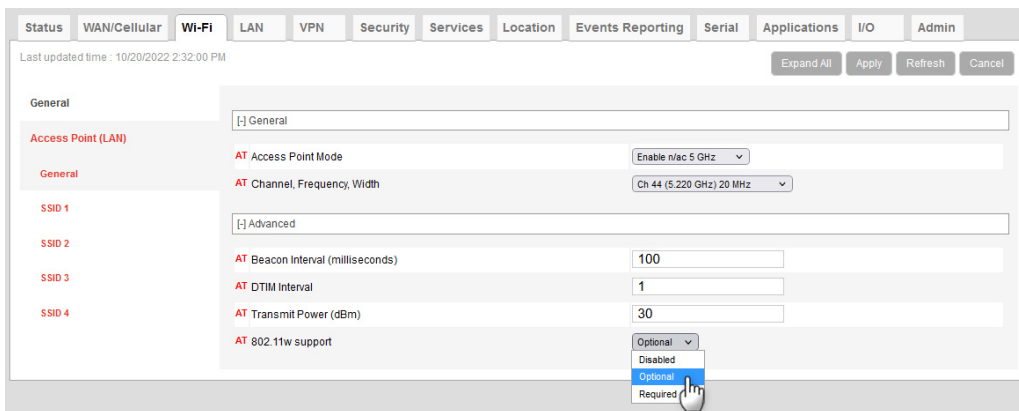 Status WAN/Cellular Wi-Fi LAN VPN Security Services Location Events Reporting Serial Applications I/O Admin
Last updated time : 10/20/2022 2:32:00 PM
Expand All Apply Refresh Cancel
General
[-] General
Access Point (LAN)
AT Access Point Mode Enable n/ac 5 GHz
General
AT Channel, Frequency, Width Ch 44 (5.220 GHz) 20 MHz
SSID 1
[-] Advanced
SSID 2
AT Beacon Interval (milliseconds) 100
SSID 3
AT DTIM Interval 1
SSID 4
AT Transmit Power (dBm) 30
AT 802.11w support Optional
Disabled
Optional
Required